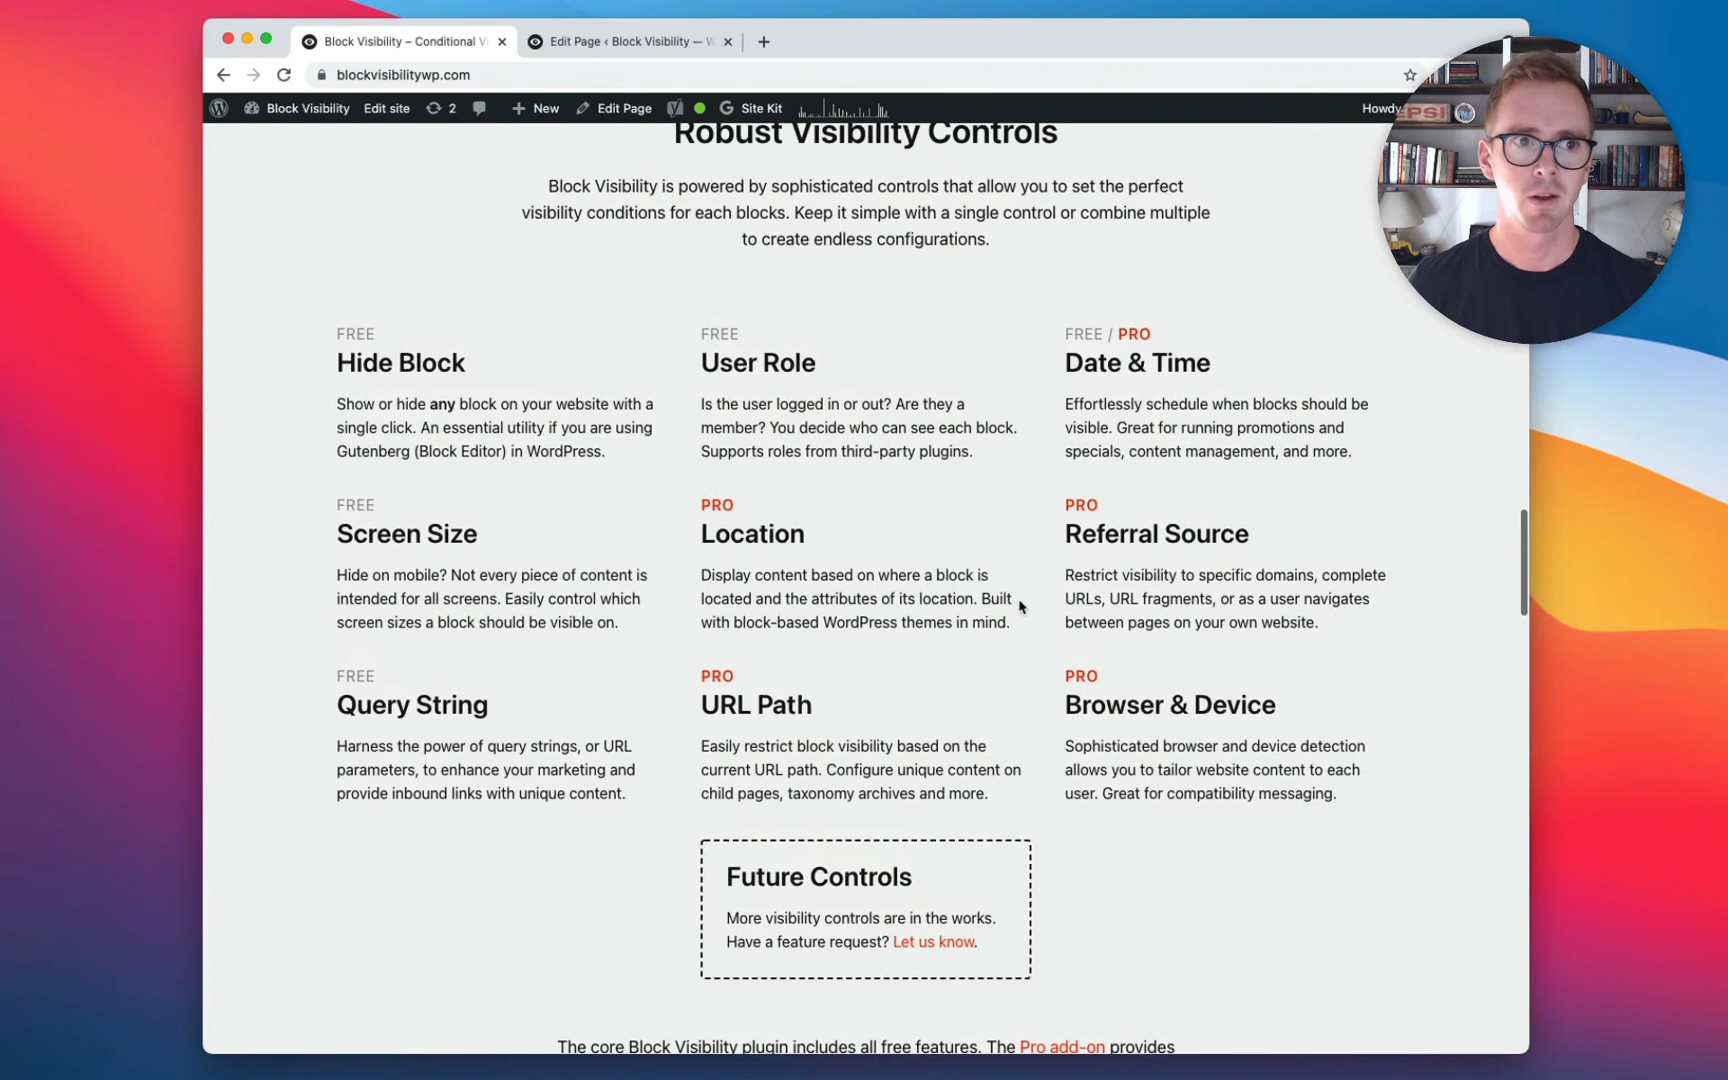 Block Visibility – Conditional Vi
Edit Page ‹ Block Visibility — W
blockvisibilitywp.com
Block Visibility
Edit site
2
New
Edit Page
Site Kit
Howdy
EPSI
Robust Visibility Controls
Block Visibility is powered by sophisticated controls that allow you to set the perfect
visibility conditions for each blocks. Keep it simple with a single control or combine multiple
to create endless configurations.
FREE
Hide Block
Show or hide any block on your website with a
single click. An essential utility if you are using
Gutenberg (Block Editor) in WordPress.
FREE
User Role
Is the user logged in or out? Are they a
member? You decide who can see each block.
Supports roles from third-party plugins.
FREE / PRO
Date & Time
Effortlessly schedule when blocks should be
visible. Great for running promotions and
specials, content management, and more.
FREE
Screen Size
Hide on mobile? Not every piece of content is
intended for all screens. Easily control which
screen sizes a block should be visible on.
PRO
Location
Display content based on where a block is
located and the attributes of its location. Built
with block-based WordPress themes in mind.
PRO
Referral Source
Restrict visibility to specific domains, complete
URLs, URL fragments, or as a user navigates
between pages on your own website.
FREE
Query String
Harness the power of query strings, or URL
parameters, to enhance your marketing and
provide inbound links with unique content.
PRO
URL Path
Easily restrict block visibility based on the
current URL path. Configure unique content on
child pages, taxonomy archives and more.
PRO
Browser & Device
Sophisticated browser and device detection
allows you to tailor website content to each
user. Great for compatibility messaging.
Future Controls
More visibility controls are in the works.
Have a feature request? Let us know.
The core Block Visibility plugin includes all free features. The Pro add-on provides